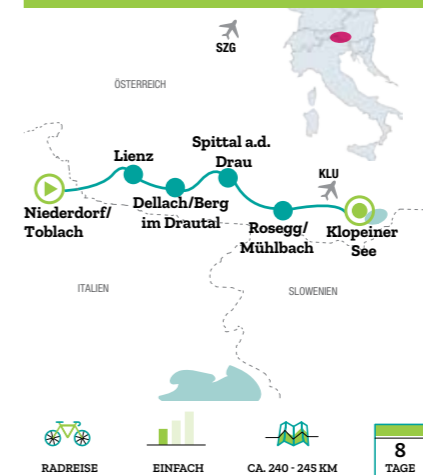 SZG
ÖSTERREICH
Spittal a.d.
Drau
Lienz
KLU
Niederdorf/
Toblach
Dellach/Berg
im Drautal
Rosegg/
Mühlbach
Klopeiner
See
ITALIEN
SLOWENIEN
RADREISE
EINFACH
CA. 240 - 245 KM
8
TAGE